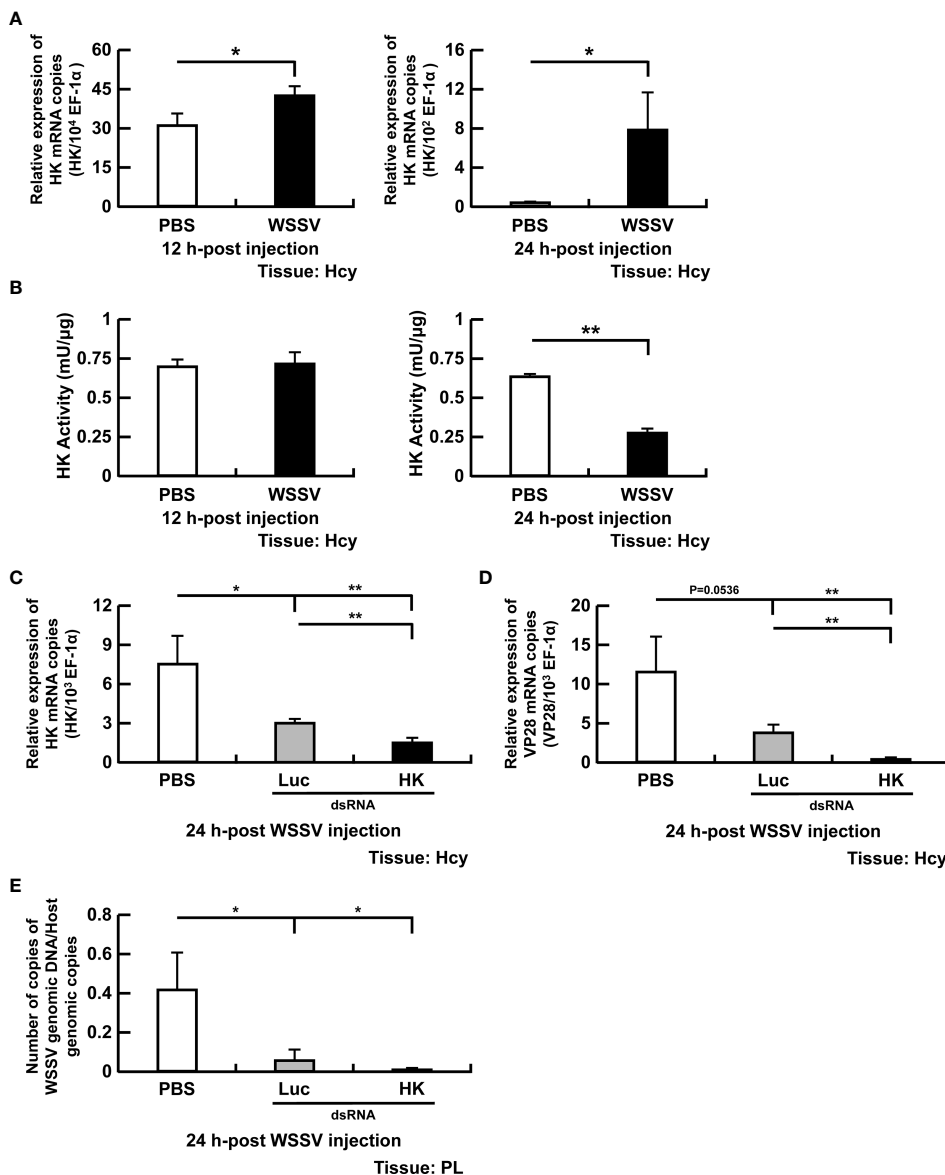 A
Relative expression of
HK mRNA copies
(HK/10⁴ EF-1α)
60
45
30
15
0
*
PBS
WSSV
12 h-post injection
Tissue: Hcy
Relative expression of
HK mRNA copies
(HK/10² EF-1α)
16
12
8
4
0
*
PBS
WSSV
24 h-post injection
Tissue: Hcy
B
HK Activity (mU/μg)
1
0.75
0.5
0.25
0
PBS
WSSV
12 h-post injection
Tissue: Hcy
HK Activity (mU/μg)
1
0.75
0.5
0.25
0
**
PBS
WSSV
24 h-post injection
Tissue: Hcy
C
Relative expression of
HK mRNA copies
(HK/10³ EF-1α)
12
9
6
3
0
*
**
**
PBS
Luc
HK
dsRNA
24 h-post WSSV injection
Tissue: Hcy
D
Relative expression of
VP28 mRNA copies
(VP28/10³ EF-1α)
20
15
10
5
0
P=0.0536
**
**
PBS
Luc
HK
dsRNA
24 h-post WSSV injection
Tissue: Hcy
E
Number of copies of
WSSV genomic DNA/Host
genomic copies
0.8
0.6
0.4
0.2
0
*
*
PBS
Luc
HK
dsRNA
24 h-post WSSV injection
Tissue: PL